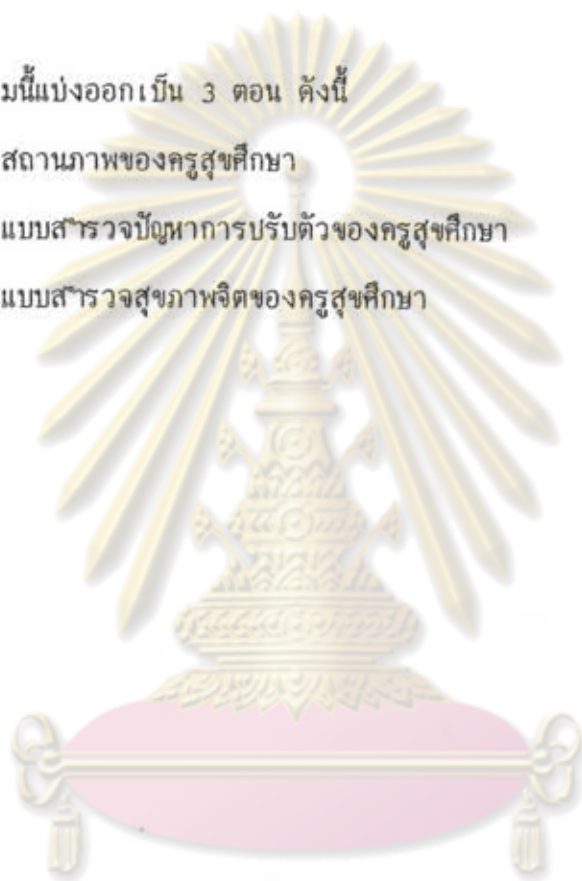 มนี้แบ่งออกเป็น 3 ตอน ดังนี้
สถานภาพของครูสุขศึกษา
แบบสำรวจปัญหาการปรับตัวของครูสุขศึกษา
แบบสำรวจสุขภาพจิตของครูสุขศึกษา